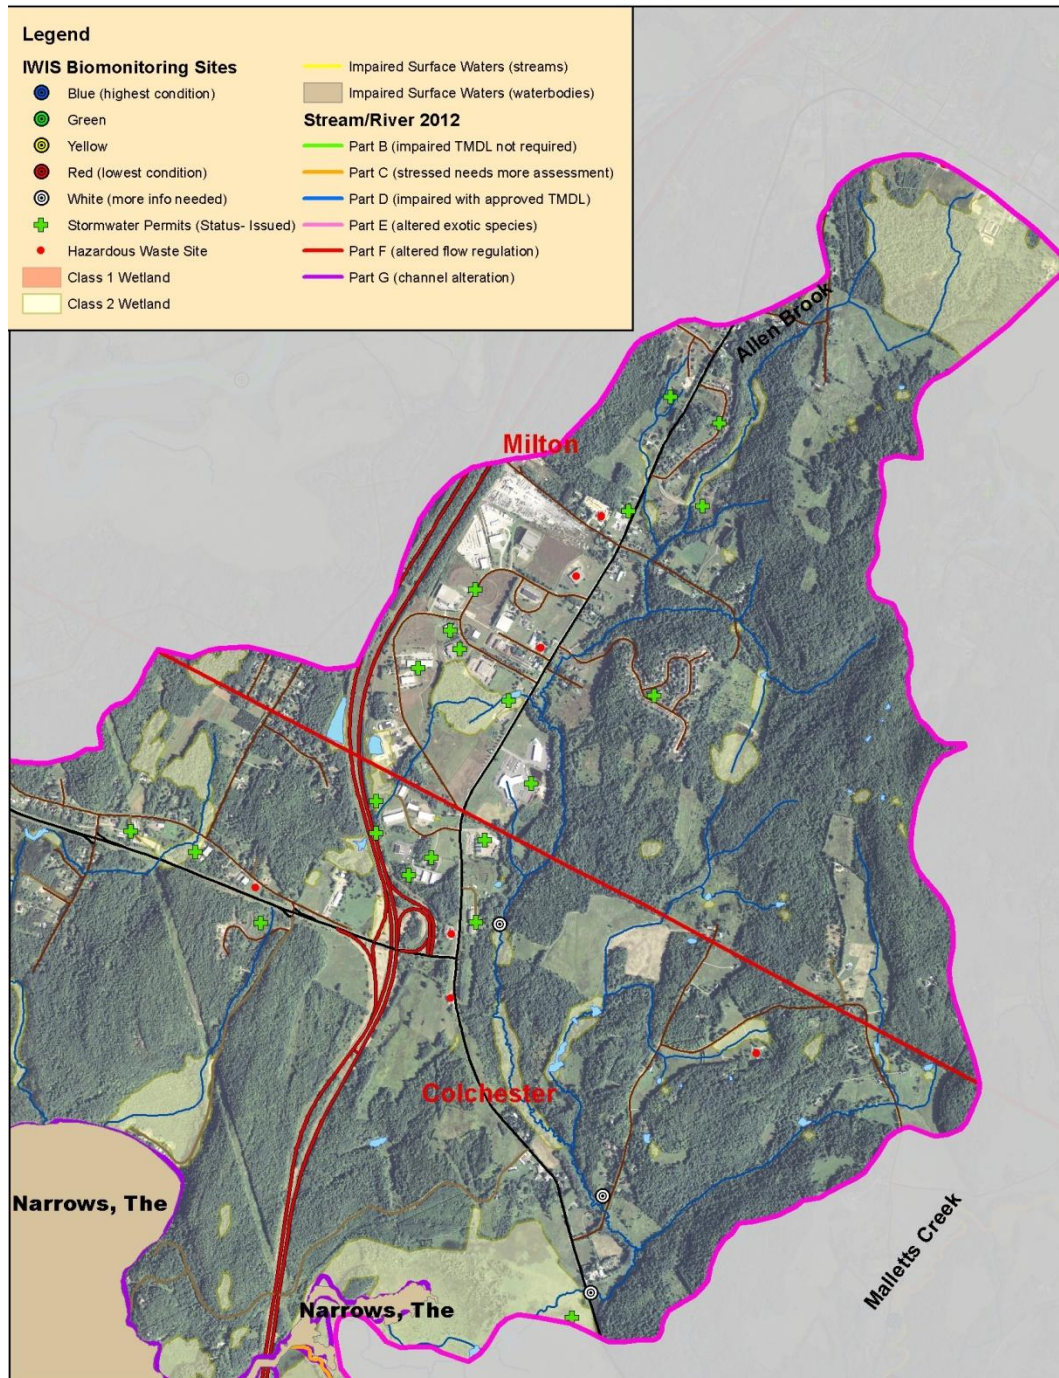 Legend
IWIS Biomonitoring Sites
Blue (highest condition)
Green
Yellow
Red (lowest condition)
White (more info needed)
Stormwater Permits (Status- Issued)
Hazardous Waste Site
Class 1 Wetland
Class 2 Wetland
Impaired Surface Waters (streams)
Impaired Surface Waters (waterbodies)
Stream/River 2012
Part B (impaired TMDL not required)
Part C (stressed needs more assessment)
Part D (impaired with approved TMDL)
Part E (altered exotic species)
Part F (altered flow regulation)
Part G (channel alteration)
Allen Brook
Milton
Colchester
Narrows, The
Malletts Creek
Narrows, The